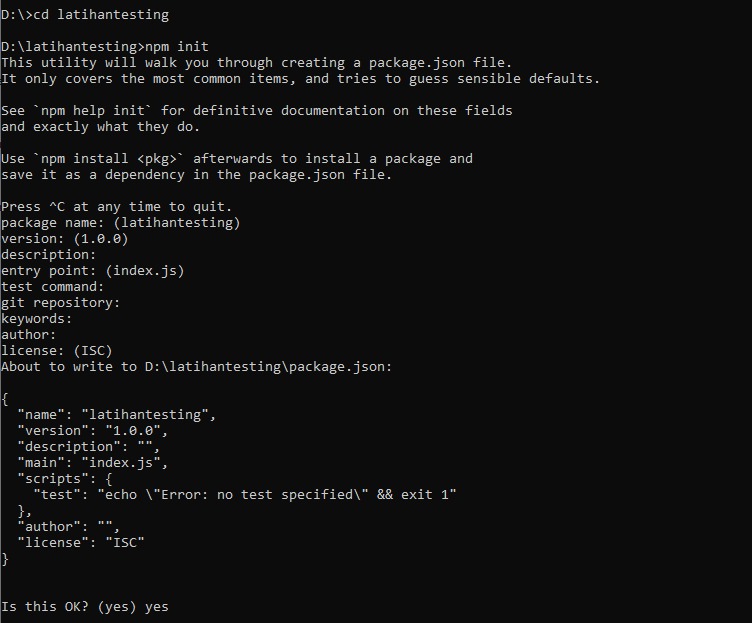 D:\>cd latihantesting
D:\latihantesting>npm init
This utility will walk you through creating a package.json file.
It only covers the most common items, and tries to guess sensible defaults.
See `npm help init` for definitive documentation on these fields
and exactly what they do.
Use `npm install <pkg>` afterwards to install a package and
save it as a dependency in the package.json file.
Press ^C at any time to quit.
package name: (latihantesting)
version: (1.0.0)
description:
entry point: (index.js)
test command:
git repository:
keywords:
author:
license: (ISC)
About to write to D:\latihantesting\package.json:
{
  "name": "latihantesting",
  "version": "1.0.0",
  "description": "",
  "main": "index.js",
  "scripts": {
    "test": "echo \"Error: no test specified\" && exit 1"
  },
  "author": "",
  "license": "ISC"
}
Is this OK? (yes) yes